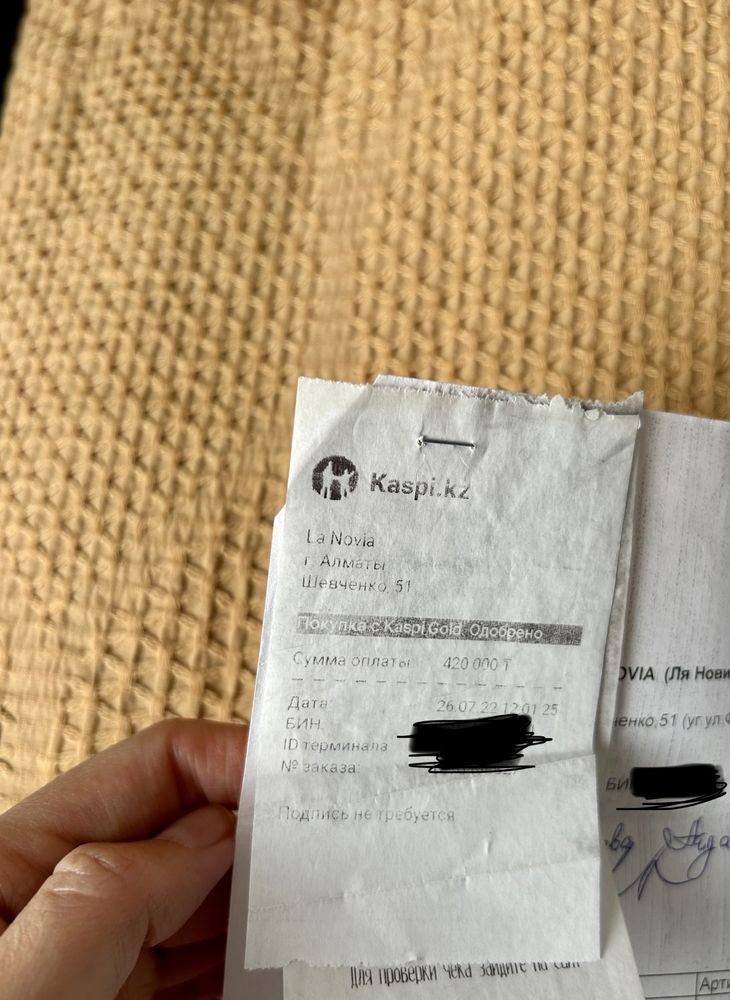 Kaspi.kz
La Novia
г. Алматы
Шевченко, 51
Покупка с Kaspi Gold. Одобрено
Сумма оплаты 420 000 ₸
Дата 26.07.22 12:01:25
БИН
ID терминала
№ заказа:
Подпись не требуется
Для проверки чека зайдите на сайт
OVIA (Ля Нови
ченко,51 (уг.ул.
БИ
Арти